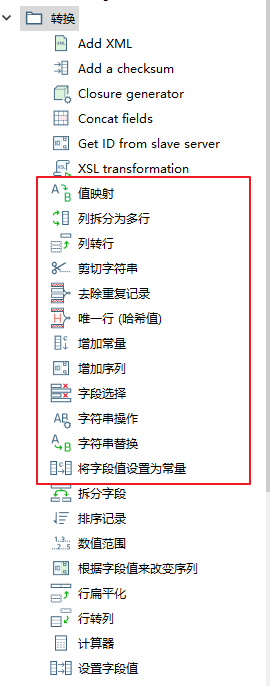 转换
Add XML
Add a checksum
Closure generator
Concat fields
Get ID from slave server
XSL transformation
值映射
列拆分为多行
列转行
剪切字符串
去除重复记录
唯一行 (哈希值)
增加常量
增加序列
字段选择
字符串操作
字符串替换
将字段值设置为常量
拆分字段
排序记录
数值范围
根据字段值来改变序列
行扁平化
行转列
计算器
设置字段值